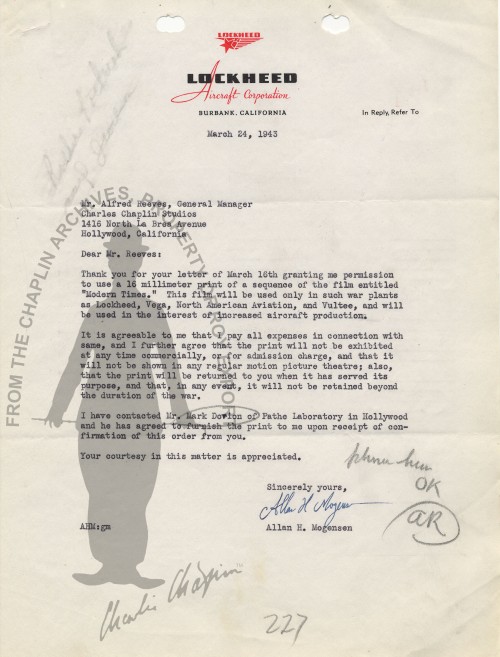 LOCKHEED
LOCKHEED
Aircraft Corporation
BURBANK, CALIFORNIA
In Reply, Refer To
March 24, 1943
Mr. Alfred Reeves, General Manager
Charles Chaplin Studios
1416 North La Brea Avenue
Hollywood, California
Dear Mr. Reeves:
Thank you for your letter of March 16th granting me permission
to use a 16 millimeter print of a sequence of the film entitled
"Modern Times." This film will be used only in such war plants
as Lockheed, Vega, North American Aviation, and Vultee, and will
be used in the interest of increased aircraft production.
It is agreeable to me that I pay all expenses in connection with
same, and I further agree that the print will not be exhibited
at any time commercially, or for admission charge, and that it
will not be shown in any regular motion picture theatre; also,
that the print will be returned to you when it has served its
purpose, and that, in any event, it will not be retained beyond
the duration of the war.
I have contacted Mr. Mark of Pathe Laboratory in Hollywood
and he has agreed to furnish the print to me upon receipt of con-
firmation of this order from you.
Your courtesy in this matter is appreciated.
Sincerely yours,
Allan H Mogensen
AHM:gm
Allan H. Mogensen
phone him
OK
AR
Charlie Chaplin
227
FROM THE CHAPLIN ARCHIVES, PROPERTY OF ROY EXPORT